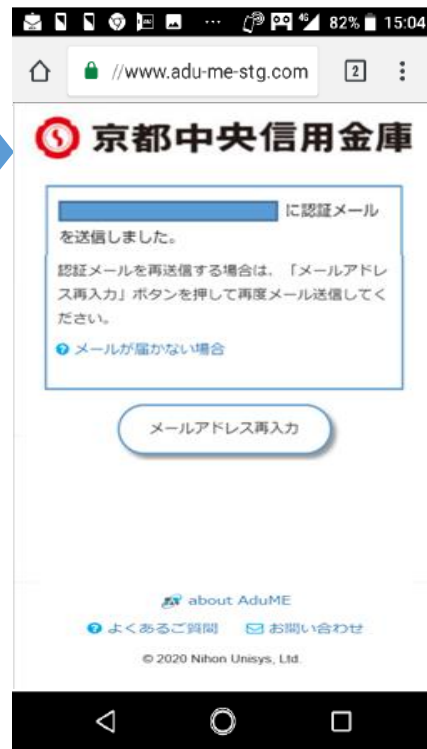 82% 15:04
//www.adu-me-stg.com 2
京都中央信用金庫
に認証メール
を送信しました。
認証メールを再送信する場合は、「メールアドレ
ス再入力」ボタンを押して再度メール送信してく
ださい。
メールが届かない場合
メールアドレス再入力
about AduME
よくあるご質問 お問い合わせ
© 2020 Nihon Unisys, Ltd.